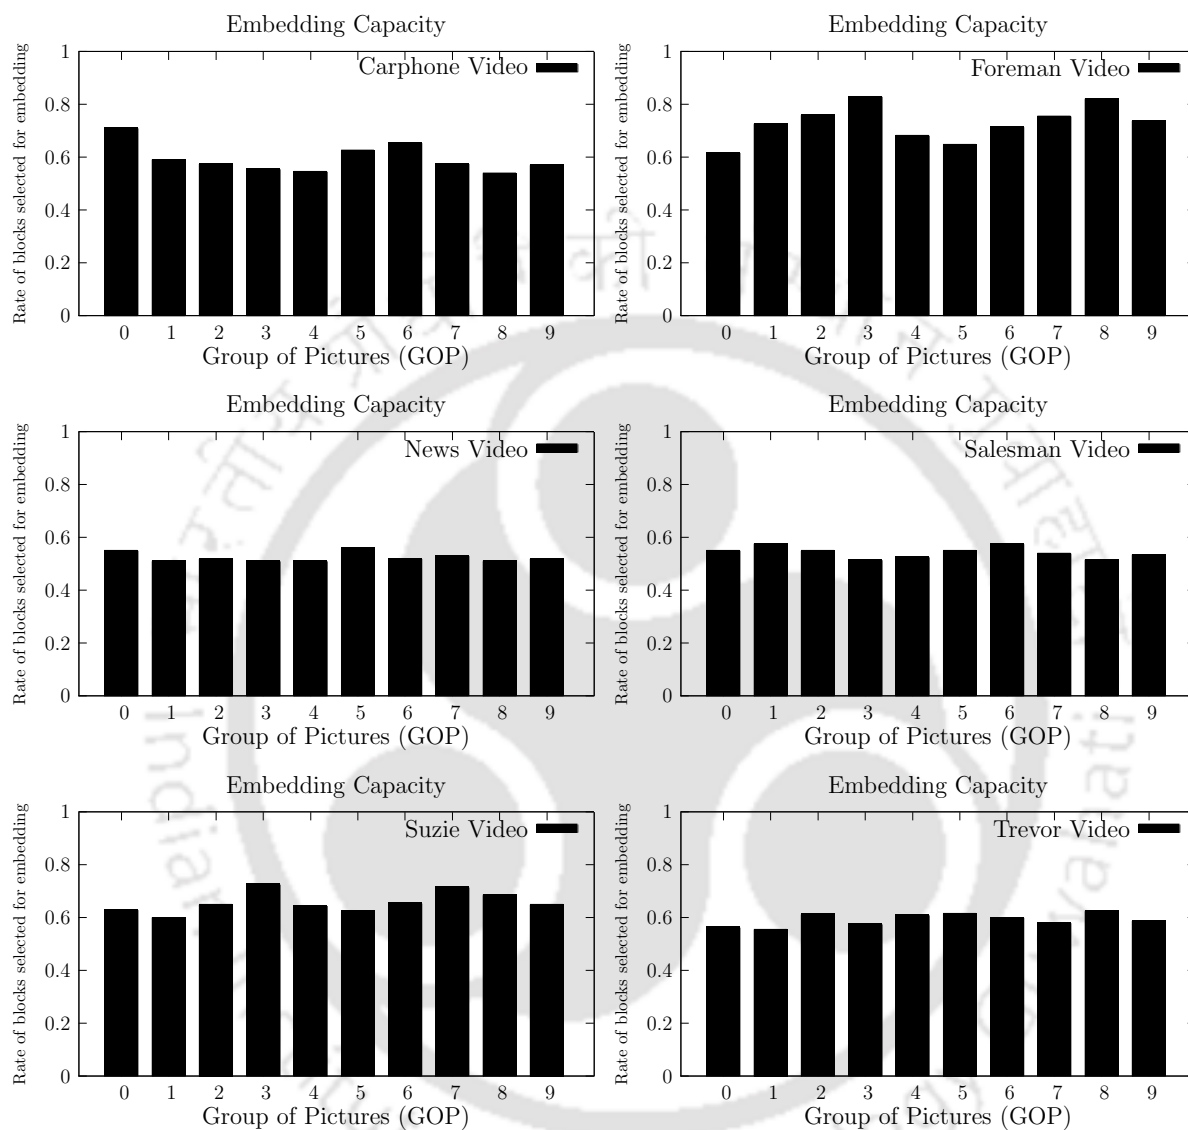 Embedding Capacity
Rate of blocks selected for embedding
1
0.8
0.6
0.4
0.2
0
Carphone Video
0 1 2 3 4 5 6 7 8 9
Group of Pictures (GOP)
Embedding Capacity
Rate of blocks selected for embedding
1
0.8
0.6
0.4
0.2
0
Foreman Video
0 1 2 3 4 5 6 7 8 9
Group of Pictures (GOP)
Embedding Capacity
Rate of blocks selected for embedding
1
0.8
0.6
0.4
0.2
0
News Video
0 1 2 3 4 5 6 7 8 9
Group of Pictures (GOP)
Embedding Capacity
Rate of blocks selected for embedding
1
0.8
0.6
0.4
0.2
0
Salesman Video
0 1 2 3 4 5 6 7 8 9
Group of Pictures (GOP)
Embedding Capacity
Rate of blocks selected for embedding
1
0.8
0.6
0.4
0.2
0
Suzie Video
0 1 2 3 4 5 6 7 8 9
Group of Pictures (GOP)
Embedding Capacity
Rate of blocks selected for embedding
1
0.8
0.6
0.4
0.2
0
Trevor Video
0 1 2 3 4 5 6 7 8 9
Group of Pictures (GOP)
Indian